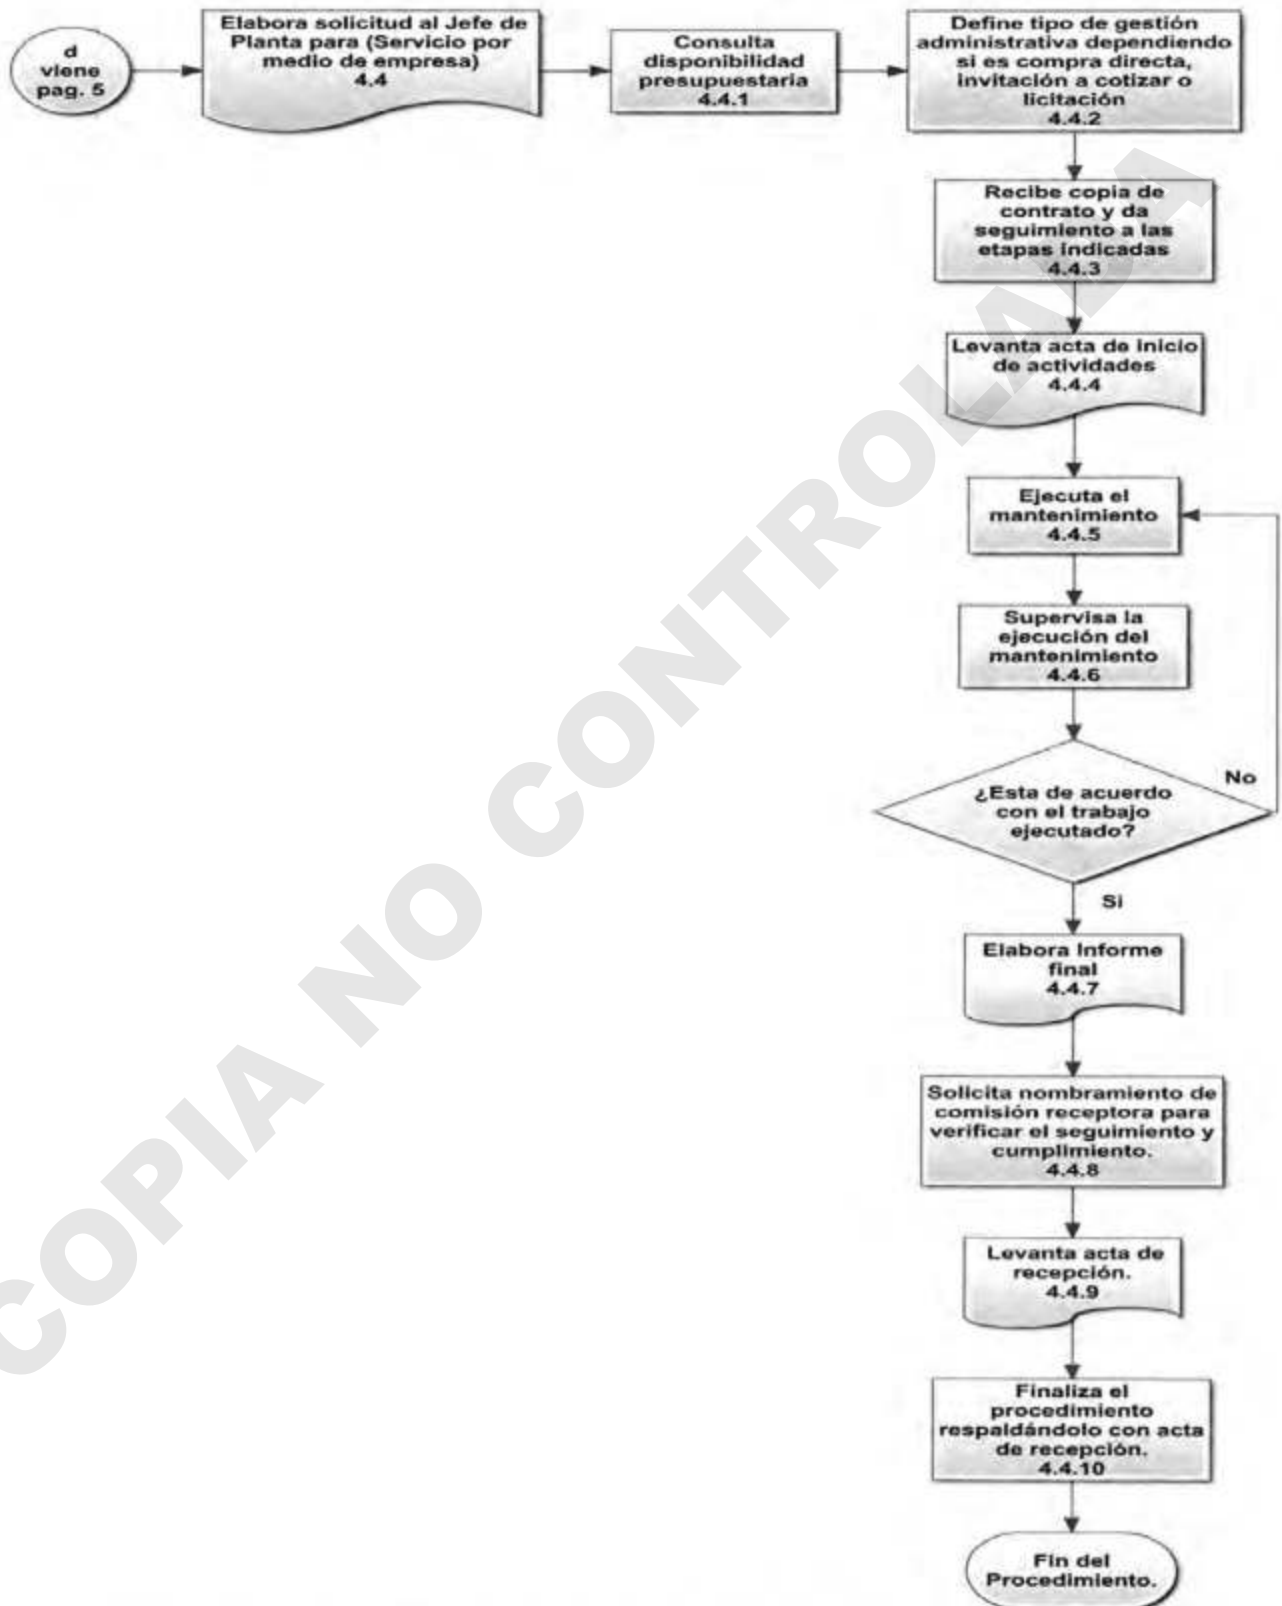 d
viene
pag. 5
Elabora solicitud al Jefe de
Planta para (Servicio por
medio de empresa)
4.4
Consulta
disponibilidad
presupuestaria
4.4.1
Define tipo de gestión
administrativa dependiendo
si es compra directa,
invitación a cotizar o
licitación
4.4.2
Recibe copia de
contrato y da
seguimiento a las
etapas indicadas
4.4.3
Levanta acta de inicio
de actividades
4.4.4
Ejecuta el
mantenimiento
4.4.5
Supervisa la
ejecución del
mantenimiento
4.4.6
¿Esta de acuerdo
con el trabajo
ejecutado?
No
Si
Elabora Informe
final
4.4.7
Solicita nombramiento de
comisión receptora para
verificar el seguimiento y
cumplimiento.
4.4.8
Levanta acta de
recepción.
4.4.9
Finaliza el
procedimiento
respaldándolo con acta
de recepción.
4.4.10
Fin del
Procedimiento.
COPIA NO CONTROLADA